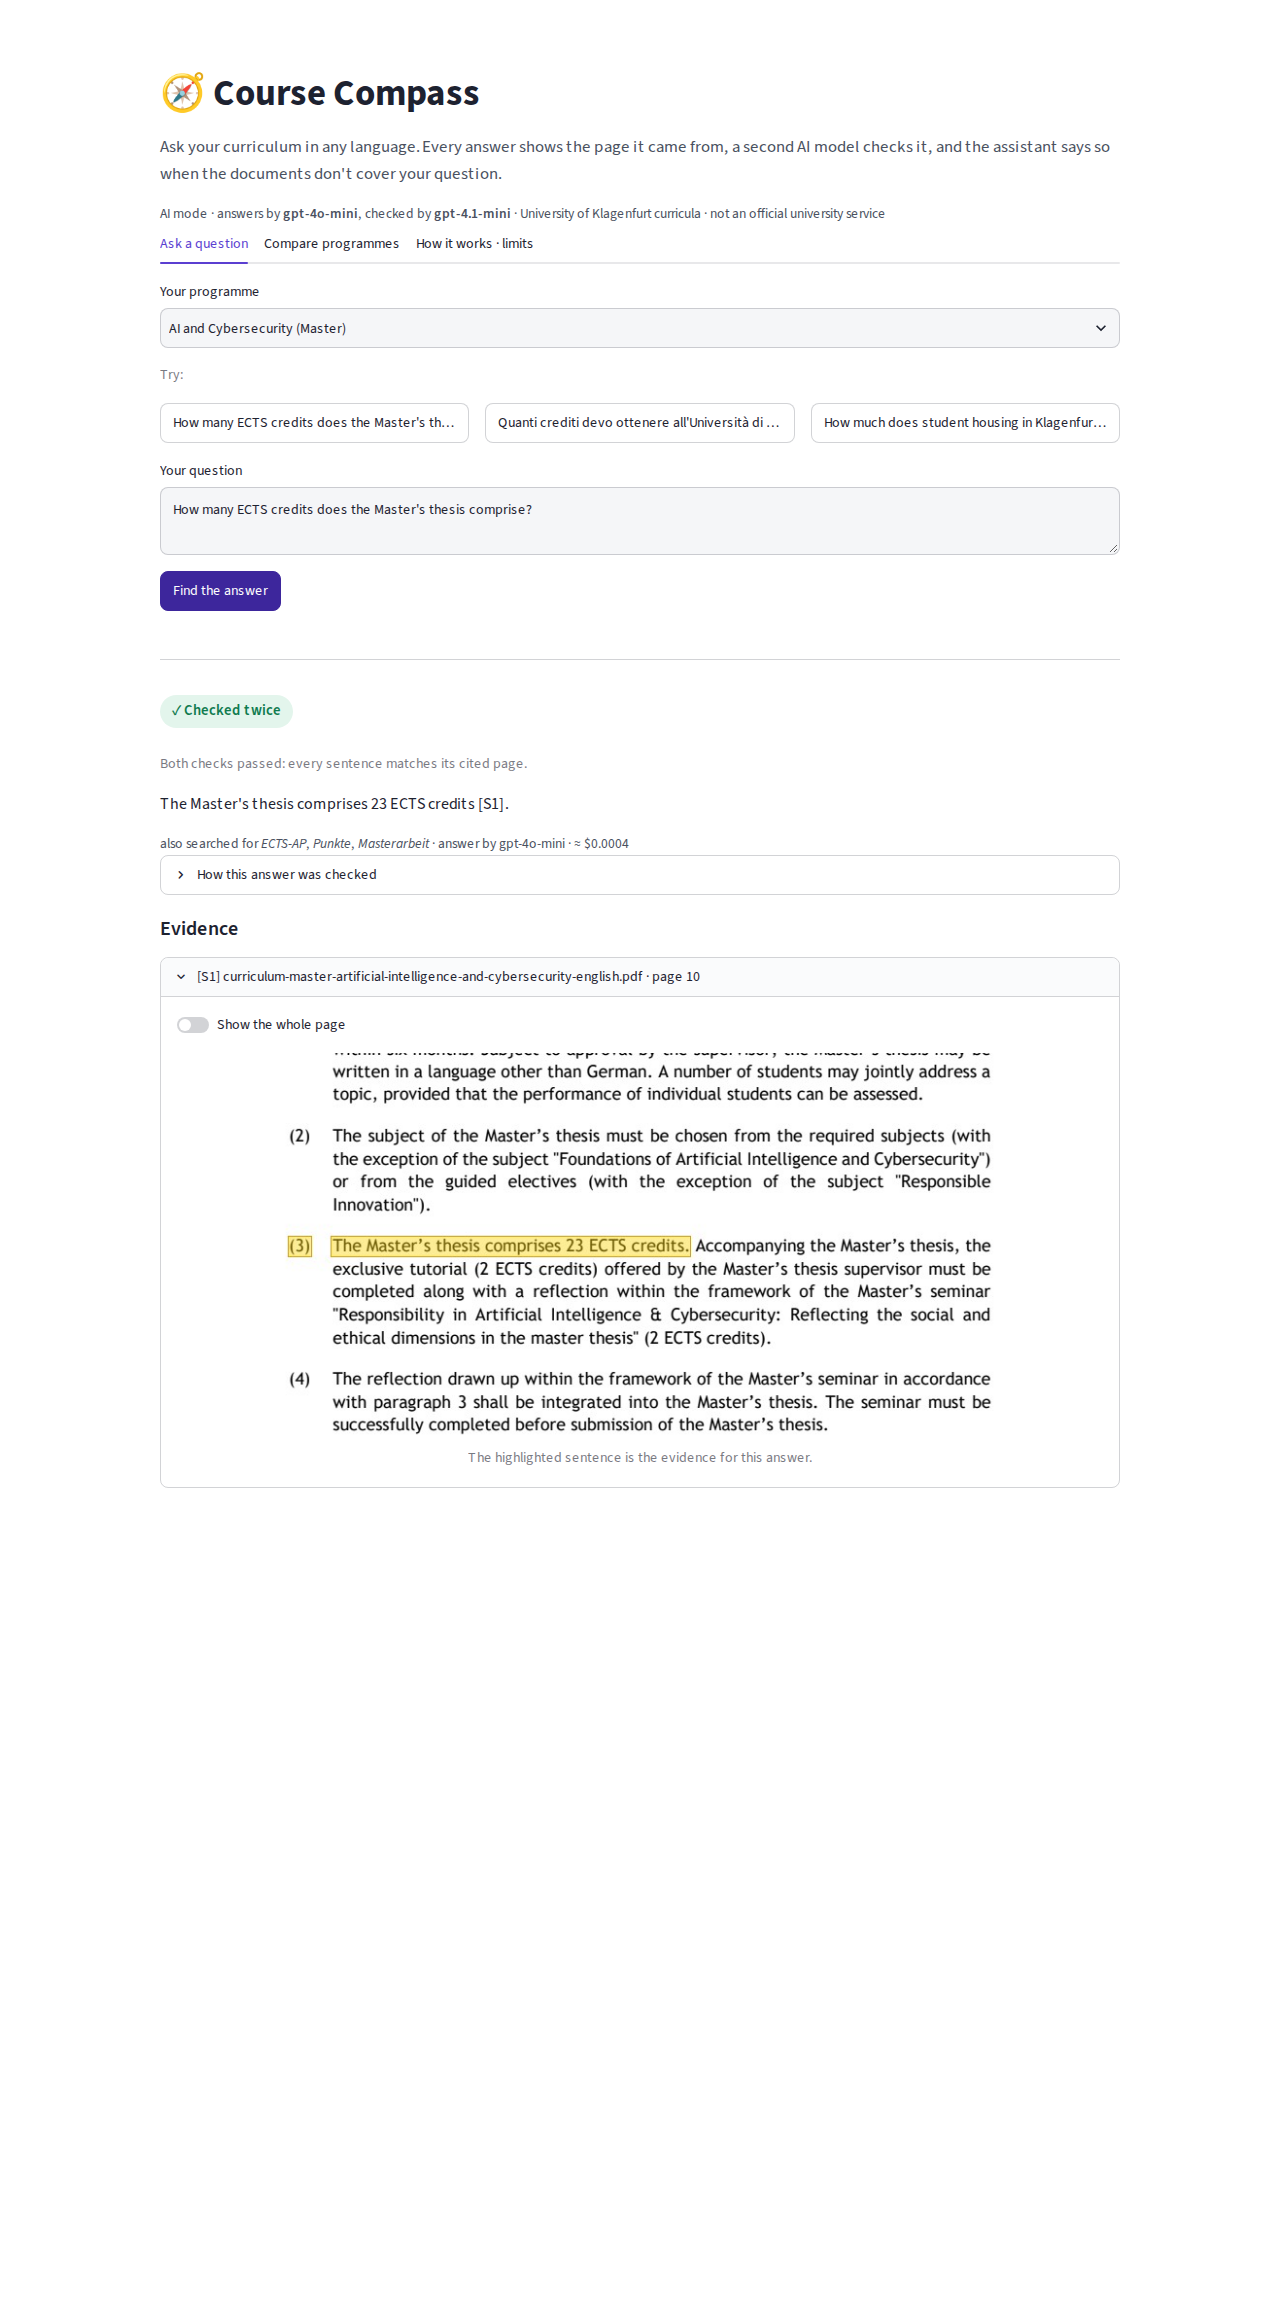 Course Compass
Ask your curriculum in any language. Every answer shows the page it came from, a second AI model checks it, and the assistant says so
when the documents don't cover your question.
AI mode · answers by gpt-4o-mini, checked by gpt-4.1-mini · University of Klagenfurt curricula · not an official university service
Ask a question Compare programmes How it works · limits
Your programme
AI and Cybersecurity (Master)
Try:
How many ECTS credits does the Master's th… Quanti crediti devo ottenere all'Università di … How much does student housing in Klagenfur…
Your question
How many ECTS credits does the Master's thesis comprise?
Find the answer
✓ Checked twice
Both checks passed: every sentence matches its cited page.
The Master's thesis comprises 23 ECTS credits [S1].
also searched for ECTS-AP, Punkte, Masterarbeit · answer by gpt-4o-mini · ≈ $0.0004
How this answer was checked
Evidence
[S1] curriculum-master-artificial-intelligence-and-cybersecurity-english.pdf · page 10
Show the whole page
within six months. Subject to approval by the supervisor, the Master's thesis may be
written in a language other than German. A number of students may jointly address a
topic, provided that the performance of individual students can be assessed.
(2) The subject of the Master's thesis must be chosen from the required subjects (with
the exception of the subject "Foundations of Artificial Intelligence and Cybersecurity")
or from the guided electives (with the exception of the subject "Responsible
Innovation").
(3) The Master's thesis comprises 23 ECTS credits. Accompanying the Master's thesis, the
exclusive tutorial (2 ECTS credits) offered by the Master's thesis supervisor must be
completed along with a reflection within the framework of the Master's seminar
"Responsibility in Artificial Intelligence & Cybersecurity: Reflecting the social and
ethical dimensions in the master thesis" (2 ECTS credits).
(4) The reflection drawn up within the framework of the Master's seminar in accordance
with paragraph 3 shall be integrated into the Master's thesis. The seminar must be
successfully completed before submission of the Master's thesis.
The highlighted sentence is the evidence for this answer.